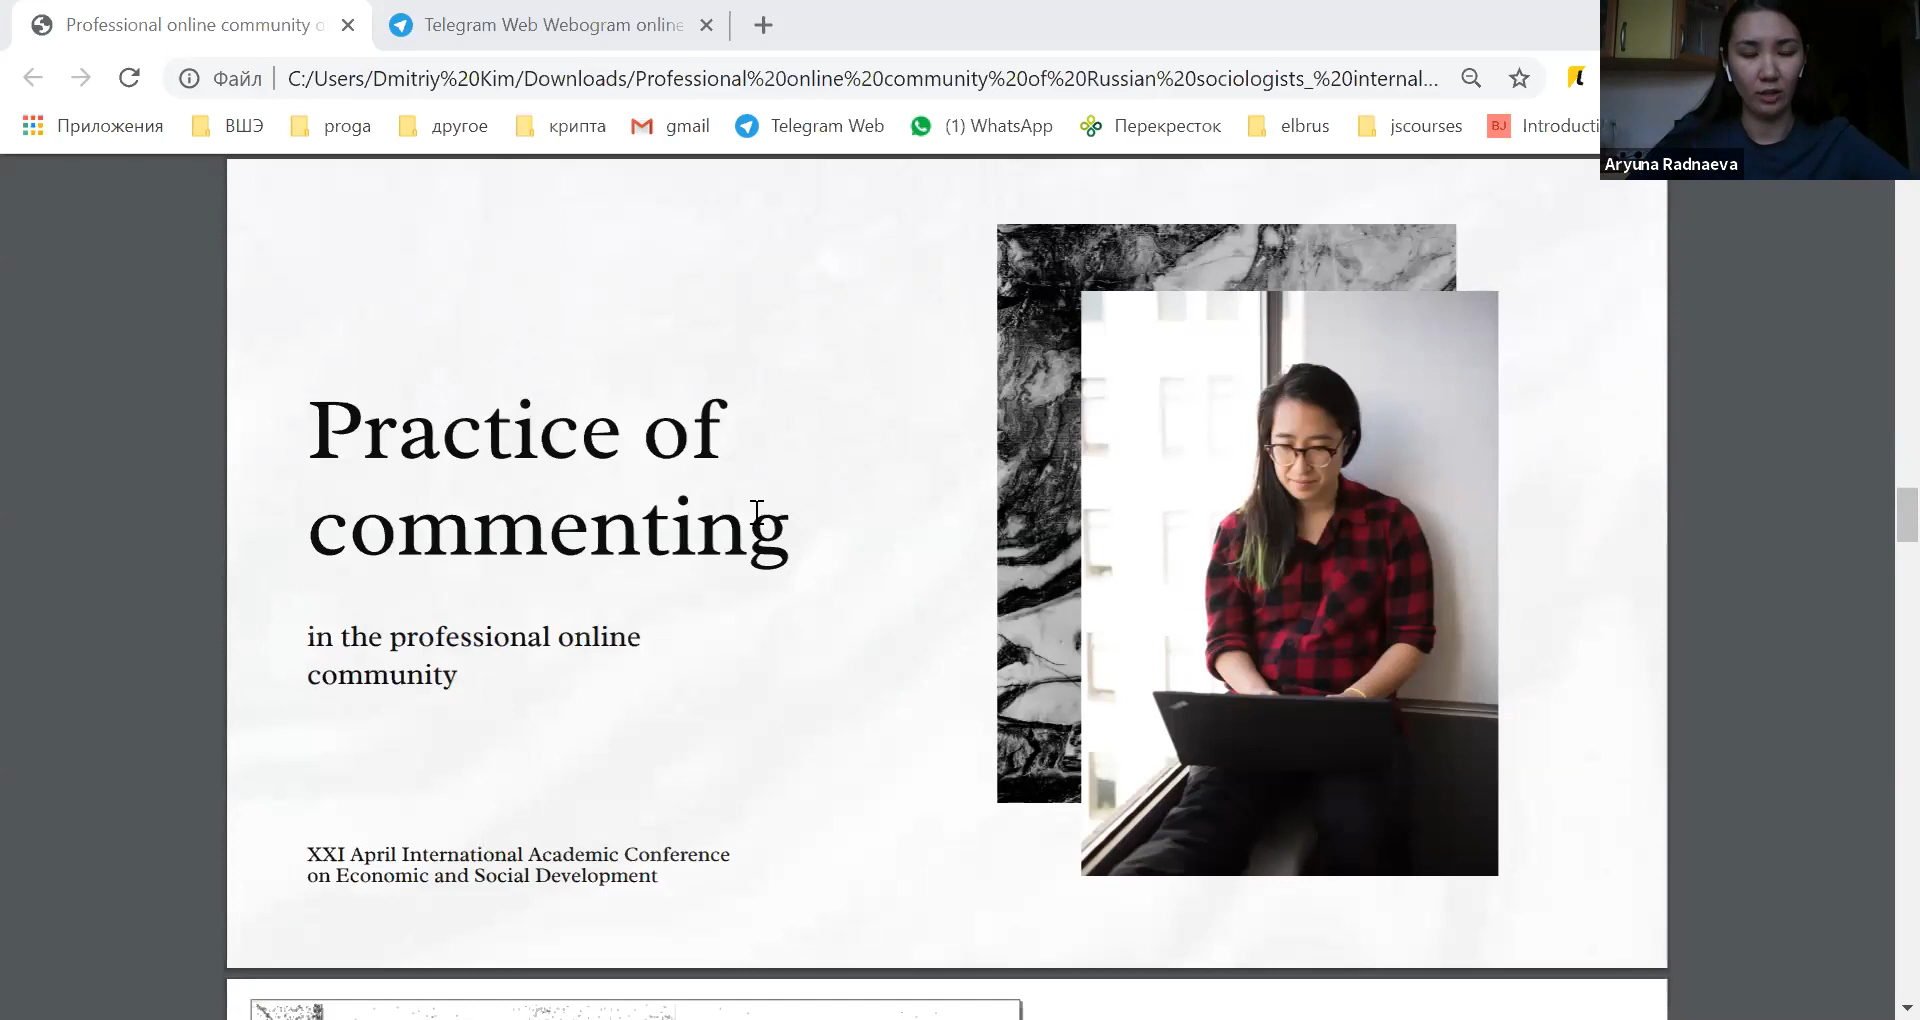 Professional online community o
Telegram Web Webogram online
Файл
C:/Users/Dmitriy%20Kim/Downloads/Professional%20online%20community%20of%20Russian%20sociologists_%20internal...
Приложения
ВШЭ
proga
другое
крипта
gmail
Telegram Web
(1) WhatsApp
Перекресток
elbrus
jscourses
BJ
Introducti
Aryuna Radnaeva
Practice of
commenting
in the professional online
community
XXI April International Academic Conference
on Economic and Social Development